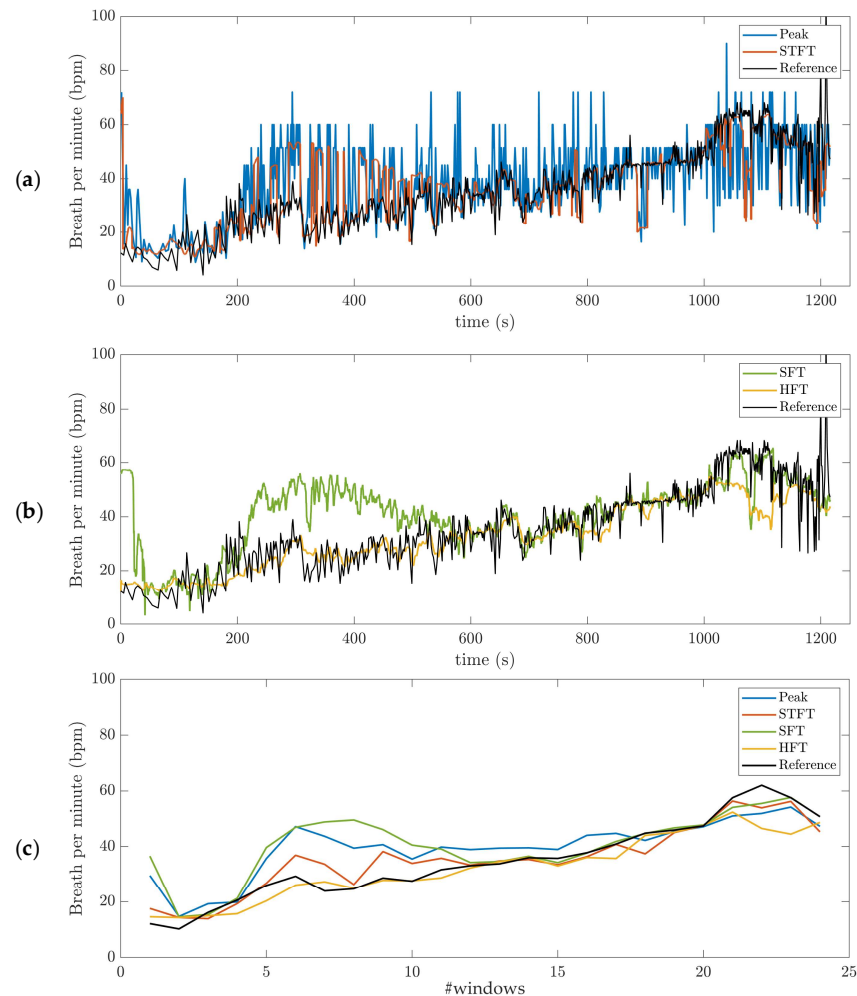 (a)
Breath per minute (bpm)
100
80
60
40
20
0
Peak
STFT
Reference
0 200 400 600 800 1000 1200
time (s)
(b)
Breath per minute (bpm)
100
80
60
40
20
0
SFT
HFT
Reference
0 200 400 600 800 1000 1200
time (s)
(c)
Breath per minute (bpm)
100
80
60
40
20
0
Peak
STFT
SFT
HFT
Reference
0 5 10 15 20 25
#windows